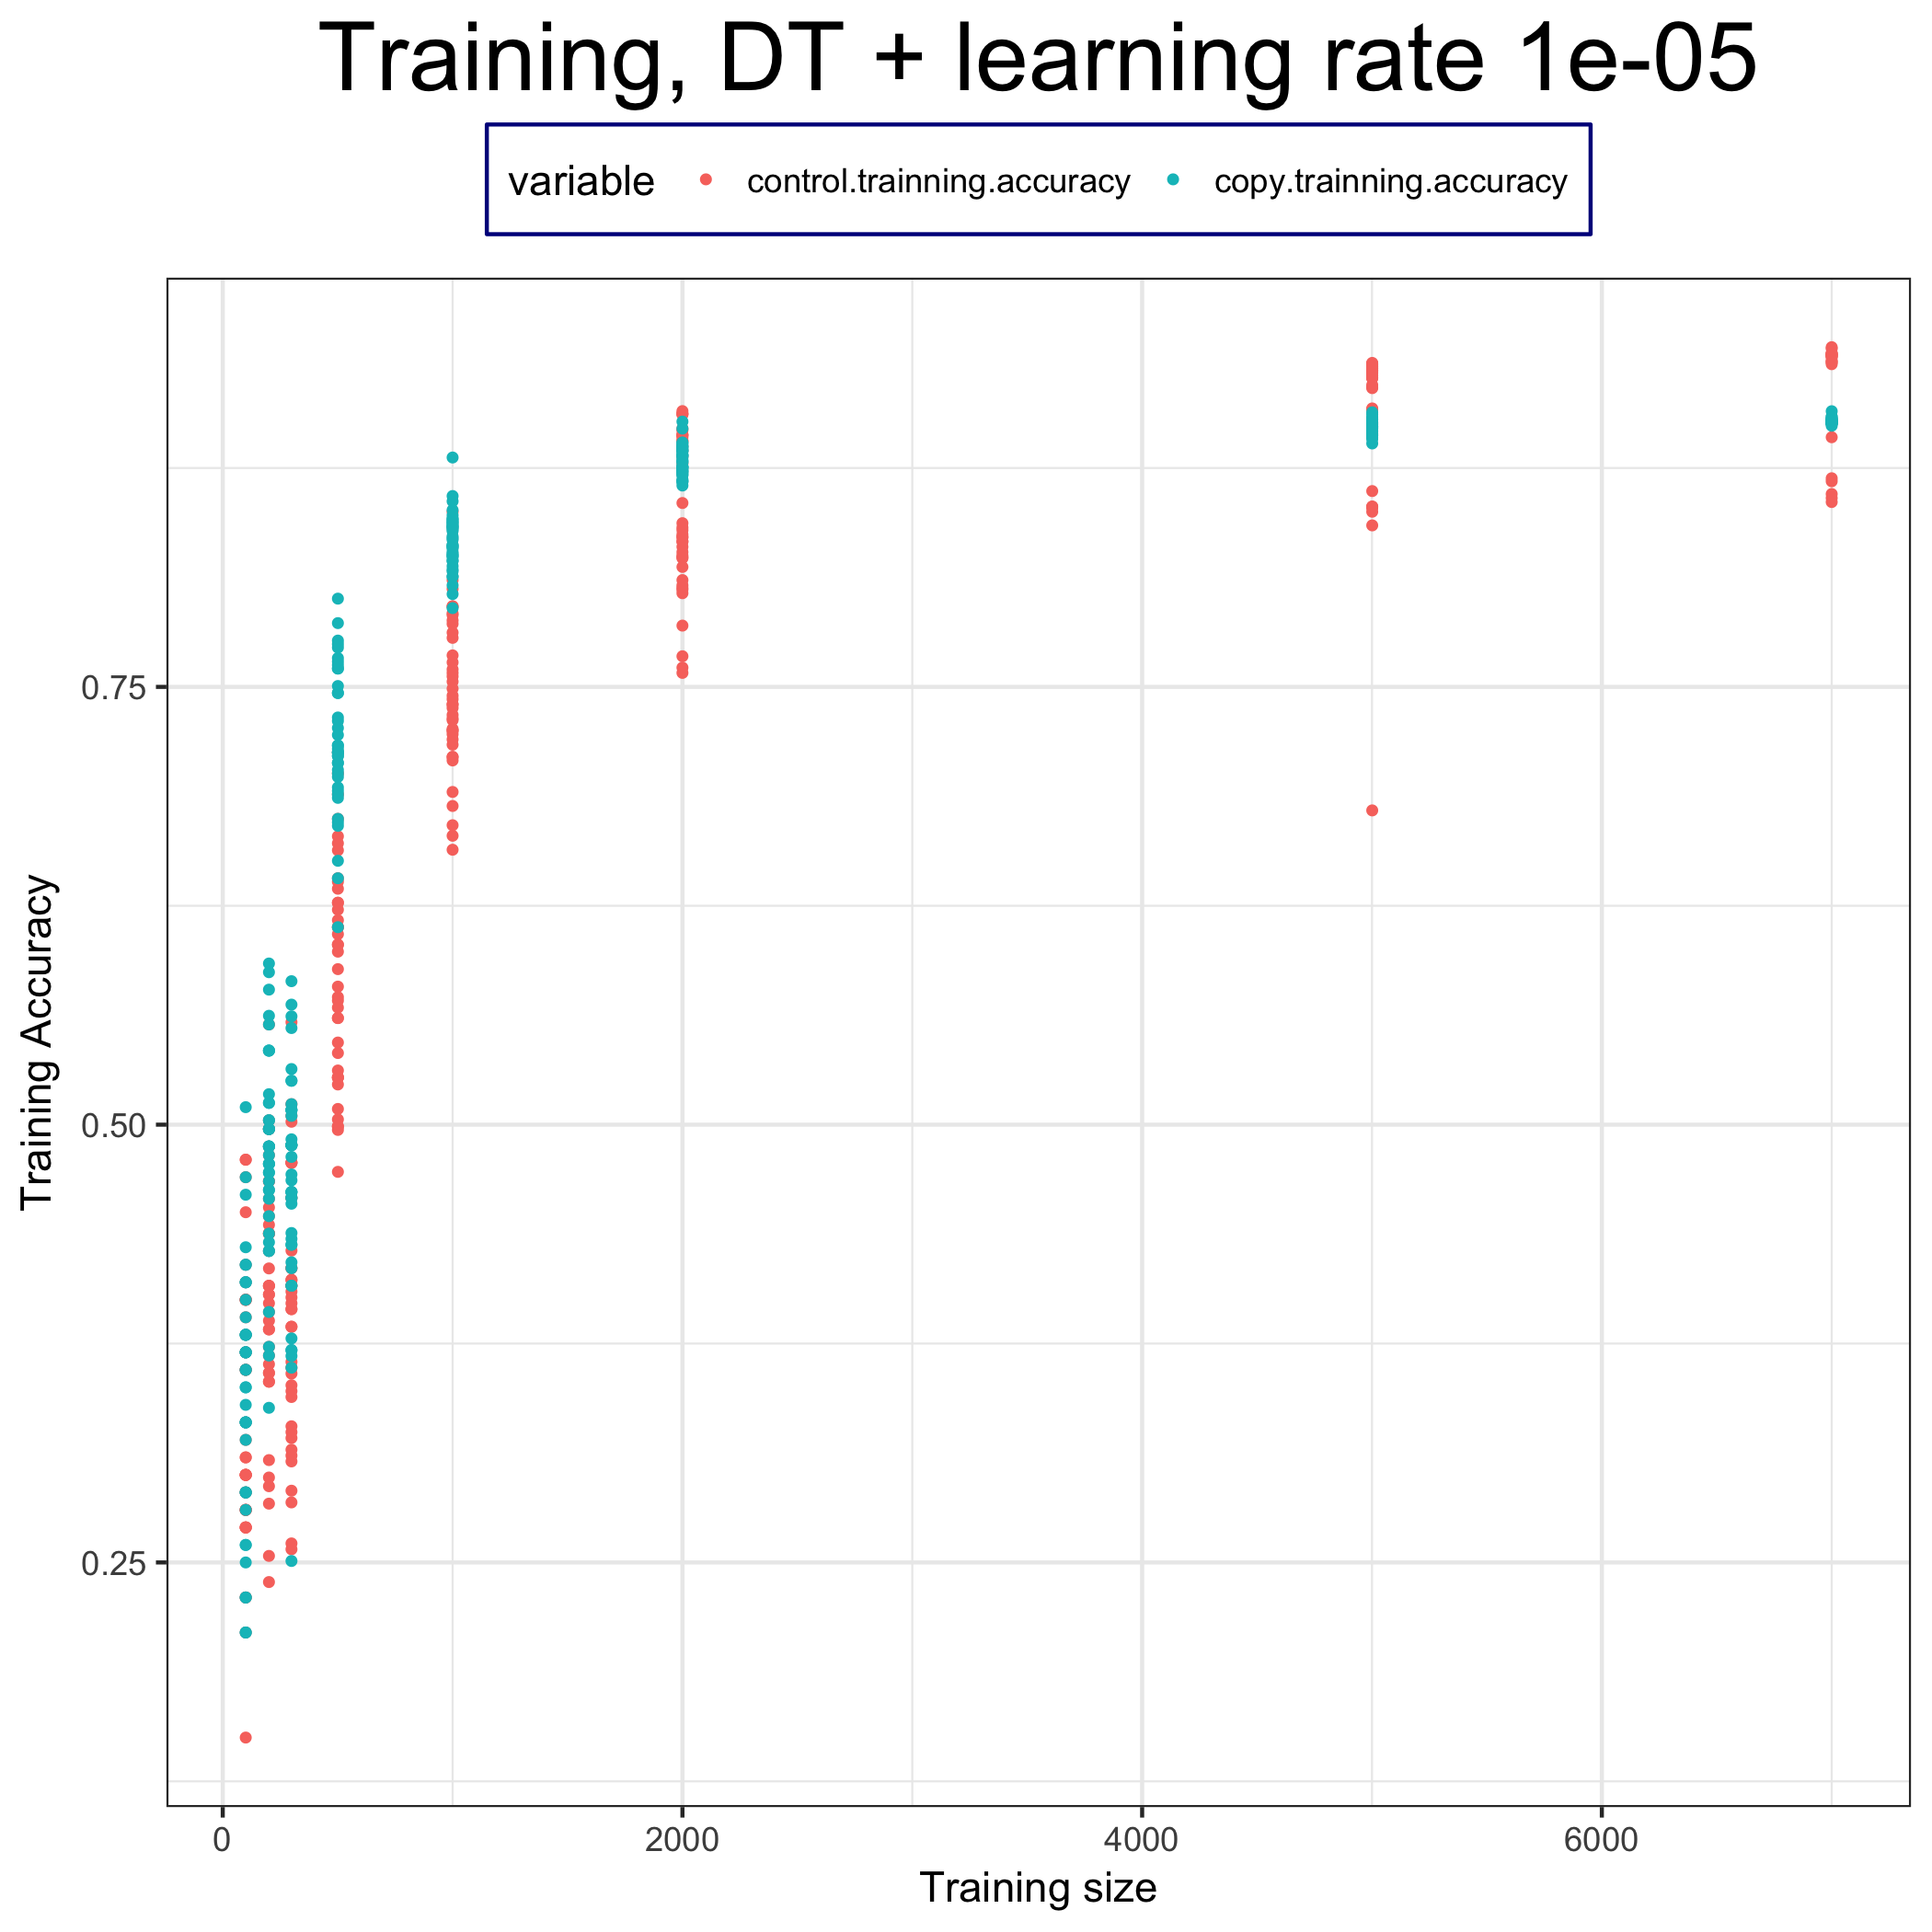 Training, DT + learning rate 1e-05
variable control.trainning.accuracy copy.training.accuracy
Training Accuracy
0.75
0.50
0.25
0 2000 4000 6000
Training size